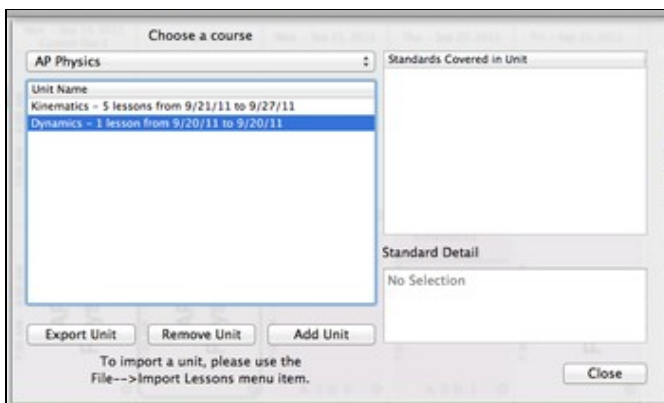 Choose a course
AP Physics
Unit Name
Kinematics - 5 lessons from 9/21/11 to 9/27/11
Dynamics - 1 lesson from 9/20/11 to 9/20/11
Export Unit
Remove Unit
Add Unit
To import a unit, please use the
File-->Import Lessons menu item.
Standards Covered in Unit
Standard Detail
No Selection
Close